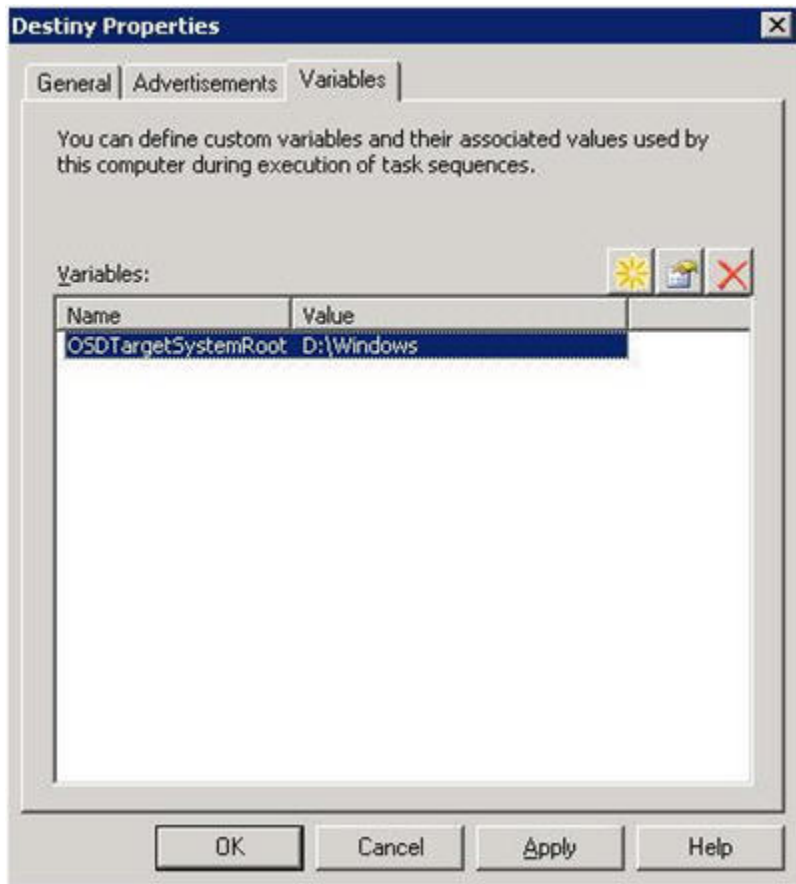 Destiny Properties
General Advertisements Variables
You can define custom variables and their associated values used by
this computer during execution of task sequences.
Variables:
Name Value
OSDTargetSystemRoot D:\Windows
OK Cancel Apply Help